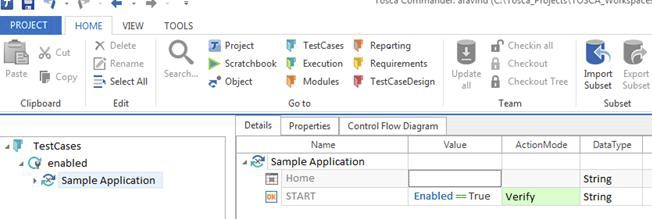 Tosca Commander: aravind (C:\Tosca_Projects\TOSCA_Workspaces
PROJECT HOME VIEW TOOLS
Paste
Cut
Copy
Clipboard
Delete
Rename
Select All
Edit
Search...
Project
Scratchbook
Object
TestCases
Execution
Modules
Reporting
Requirements
TestCaseDesign
Go to
Update all
Checkin all
Checkout
Checkout Tree
Team
Import Subset
Export Subset
Subset
TestCases
enabled
Sample Application
Details Properties Control Flow Diagram
Name Value ActionMode DataType
Sample Application
Home String
START Enabled == True Verify String